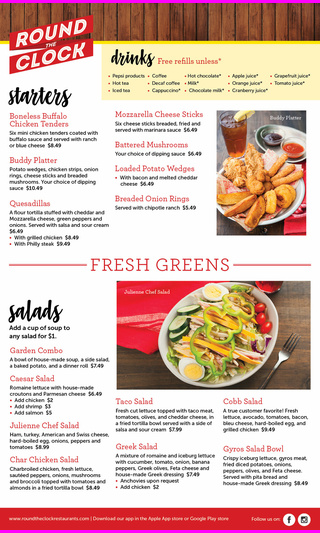 ROUND
THE
CLOCK
drinks Free refills unless*
• Pepsi products • Coffee • Hot chocolate* • Apple juice* • Grapefruit juice*
• Hot tea • Decaf coffee • Milk* • Orange juice* • Tomato juice*
• Iced tea • Cappuccino* • Chocolate milk* • Cranberry juice*
starters
Boneless Buffalo
Chicken Tenders
Six mini chicken tenders coated with
buffalo sauce and served with ranch
or blue cheese $8.49
Buddy Platter
Potato wedges, chicken strips, onion
rings, cheese sticks and breaded
mushrooms. Your choice of dipping
sauce $10.49
Quesadillas
A flour tortilla stuffed with cheddar and
Mozzarella cheese, green peppers and
onions. Served with salsa and sour cream
$6.49
• With grilled chicken $8.49
• With Philly steak $9.49
Mozzarella Cheese Sticks
Six cheese sticks breaded, fried and
served with marinara sauce $6.49
Battered Mushrooms
Your choice of dipping sauce $6.49
Loaded Potato Wedges
• With bacon and melted cheddar
cheese $6.49
Breaded Onion Rings
Served with chipotle ranch $5.49
Buddy Platter
FRESH GREENS
salads
Add a cup of soup to
any salad for $1.
Garden Combo
A bowl of house-made soup, a side salad,
a baked potato, and a dinner roll $7.49
Caesar Salad
Romaine lettuce with house-made
croutons and Parmesan cheese $6.49
• Add chicken $2
• Add shrimp $3
• Add salmon $5
Julienne Chef Salad
Ham, turkey, American and Swiss cheese,
hard-boiled egg, onions, peppers and
tomatoes $8.99
Char Chicken Salad
Charbroiled chicken, fresh lettuce,
sautéed peppers, onions, mushrooms
and broccoli topped with tomatoes and
almonds in a fried tortilla bowl $8.49
Julienne Chef Salad
Taco Salad
Fresh cut lettuce topped with taco meat,
tomatoes, olives, and cheddar cheese, in
a fried tortilla bowl served with a side of
salsa and sour cream $7.99
Greek Salad
A mixture of romaine and iceberg lettuce
with cucumber, tomato, onion, banana
peppers, Greek olives, Feta cheese and
house-made Greek dressing $7.49
• Anchovies upon request
• Add chicken $2
Cobb Salad
A true customer favorite! Fresh
lettuce, avocado, tomatoes, bacon,
bleu cheese, hard-boiled egg, and
grilled chicken $9.49
Gyros Salad Bowl
Crispy iceberg lettuce, gyros meat,
fried diced potatoes, onions,
peppers, olives, and Feta cheese.
Served with pita bread and
house-made Greek dressing $8.49
www.roundtheclockrestaurants.com | Download our app in the Apple App store or Google Play store
Follow us on: